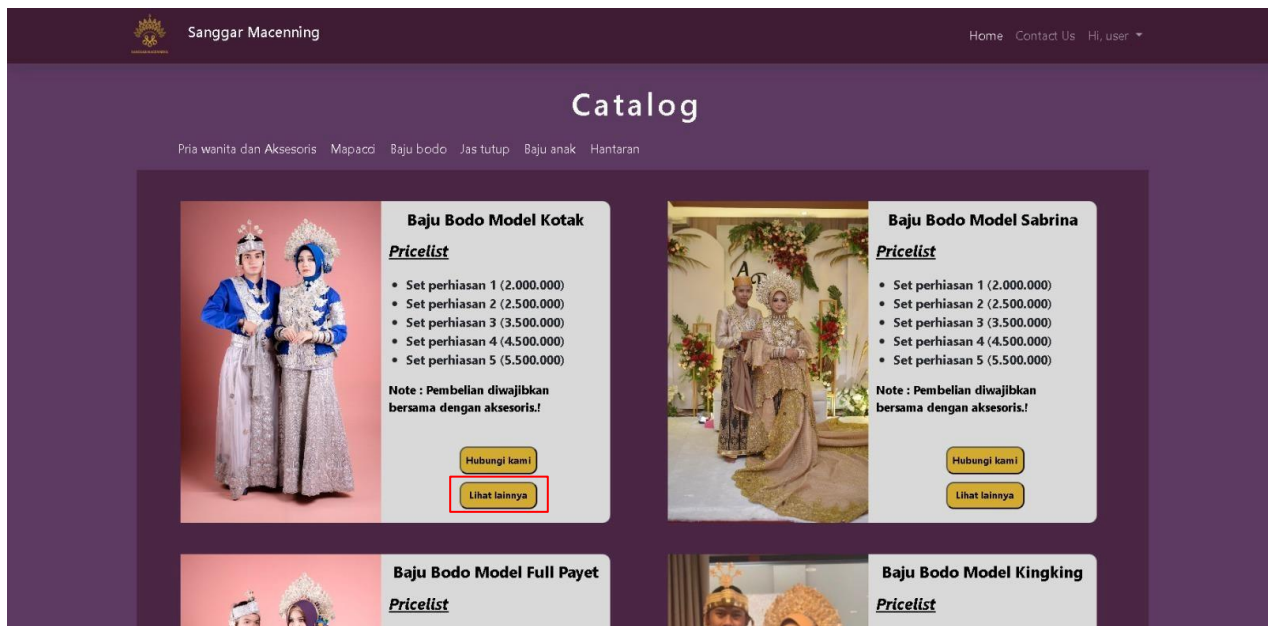 Sanggar Macenning
Home Contact Us Hi, user
Catalog
Pria wanita dan Aksesoris Mapacci Baju bodo Jas tutup Baju anak Hantaran
Baju Bodo Model Kotak
Pricelist
• Set perhiasan 1 (2.000.000)
• Set perhiasan 2 (2.500.000)
• Set perhiasan 3 (3.500.000)
• Set perhiasan 4 (4.500.000)
• Set perhiasan 5 (5.500.000)
Note : Pembelian diwajibkan
bersama dengan aksesoris.!
Hubungi kami
Lihat lainnya
Baju Bodo Model Sabrina
Pricelist
• Set perhiasan 1 (2.000.000)
• Set perhiasan 2 (2.500.000)
• Set perhiasan 3 (3.500.000)
• Set perhiasan 4 (4.500.000)
• Set perhiasan 5 (5.500.000)
Note : Pembelian diwajibkan
bersama dengan aksesoris.!
Hubungi kami
Lihat lainnya
Baju Bodo Model Full Payet
Pricelist
Baju Bodo Model Kingking
Pricelist